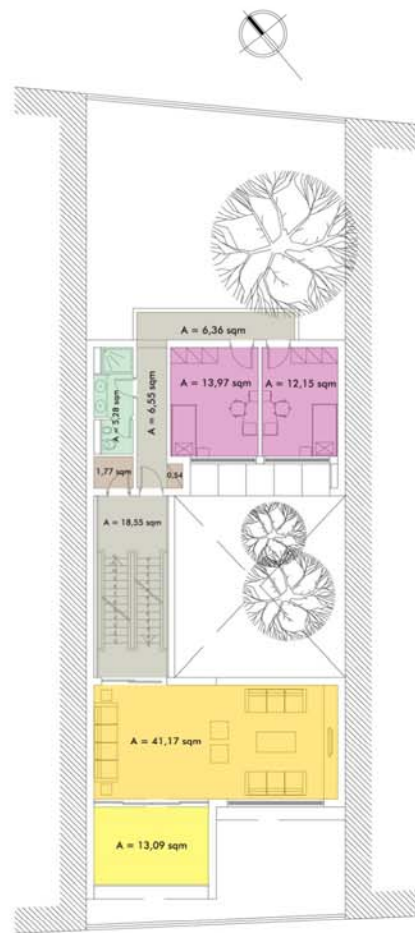 A = 6,36 sqm
A = 13,97 sqm
A = 12,15 sqm
A = 5,28 sqm
A = 6,55 sqm
1,77 sqm
0,54
A = 18,55 sqm
A = 41,17 sqm
A = 13,09 sqm